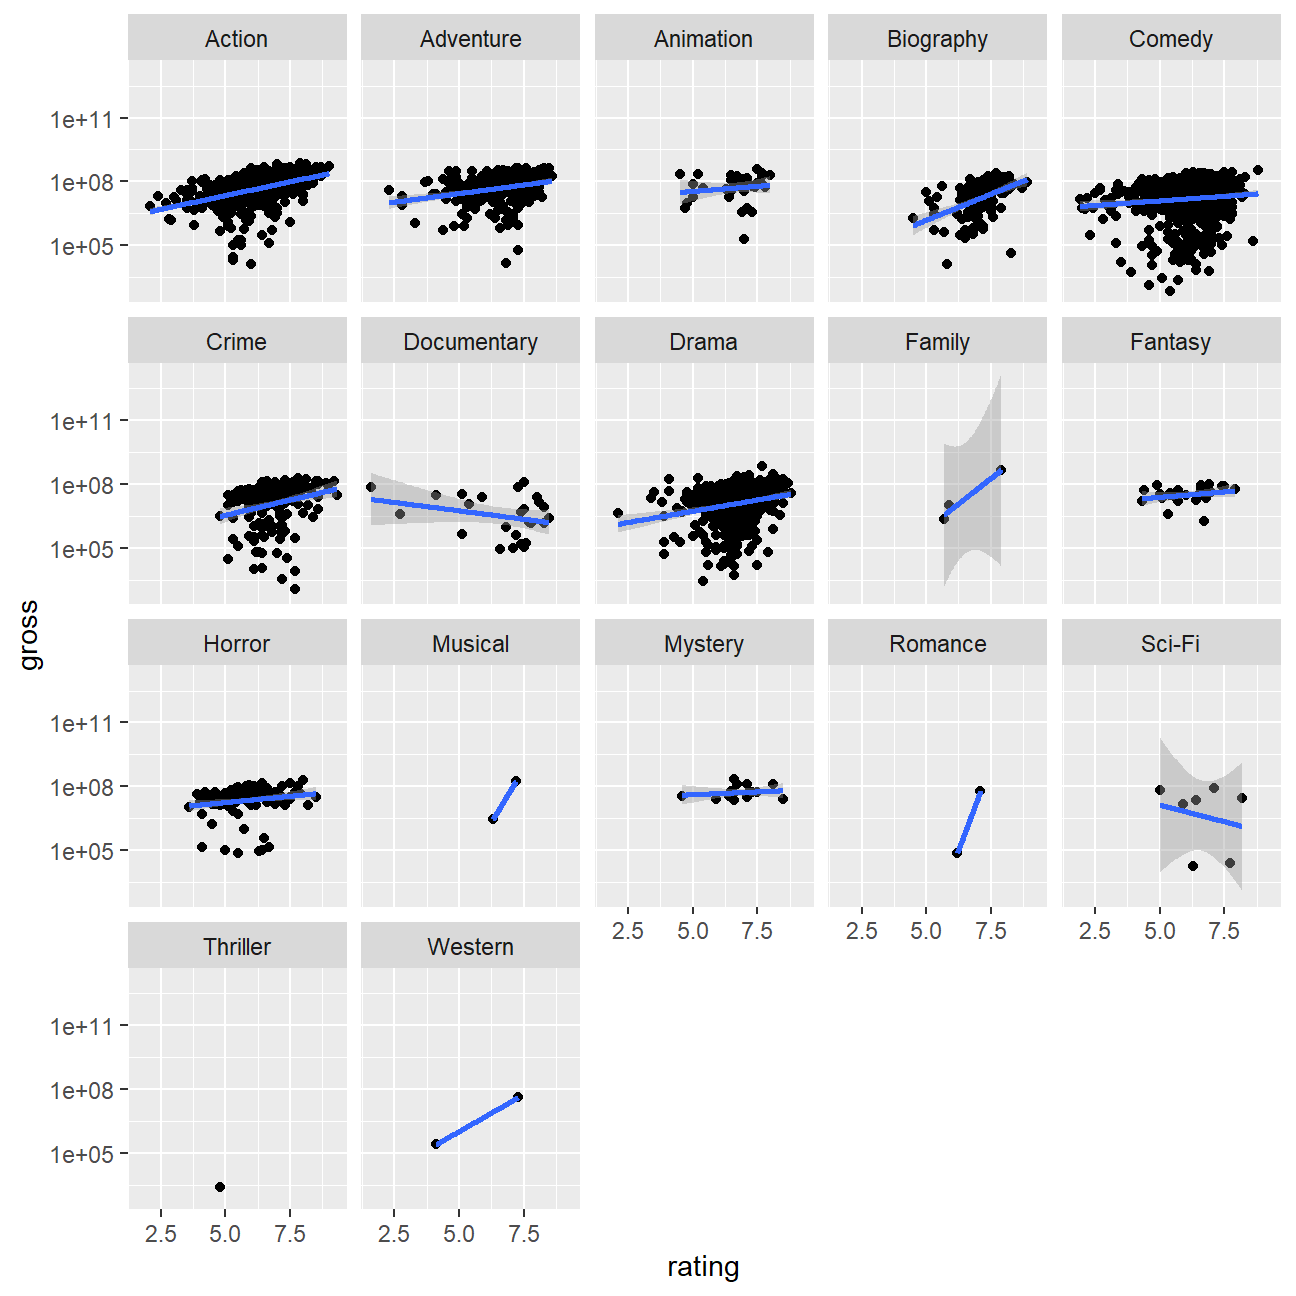 Action Adventure Animation Biography Comedy
1e+11
1e+08
1e+05
Crime Documentary Drama Family Fantasy
1e+11
1e+08
1e+05
gross
Horror Musical Mystery Romance Sci-Fi
1e+11
1e+08
1e+05
2.5 5.0 7.5 2.5 5.0 7.5 2.5 5.0 7.5
Thriller Western
1e+11
1e+08
1e+05
2.5 5.0 7.5 2.5 5.0 7.5
rating